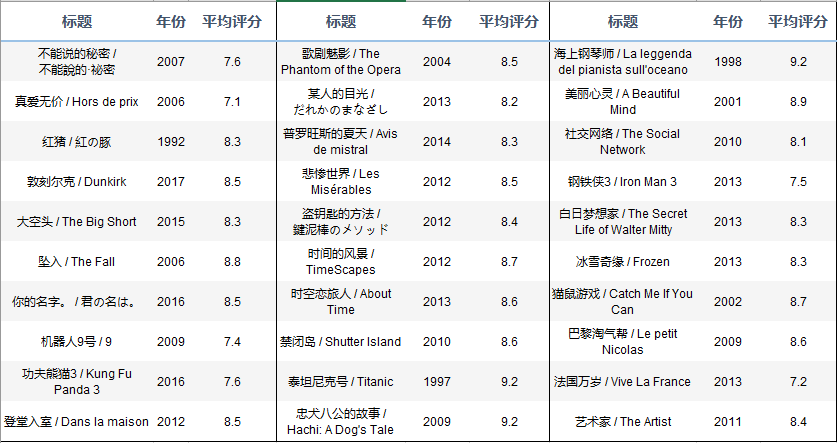 标题 年份 平均评分 标题 年份 平均评分 标题 年份 平均评分
不能说的秘密 /
不能說的·祕密 2007 7.6 歌剧魅影 / The
Phantom of the Opera 2004 8.5 海上钢琴师 / La leggenda
del pianista sull'oceano 1998 9.2
真爱无价 / Hors de prix 2006 7.1 某人的目光 /
だれかのまなざし 2013 8.2 美丽心灵 / A Beautiful
Mind 2001 8.9
红猪 / 紅の豚 1992 8.3 普罗旺斯的夏天 / Avis
de mistral 2014 8.3 社交网络 / The Social
Network 2010 8.1
敦刻尔克 / Dunkirk 2017 8.5 悲惨世界 / Les
Misérables 2012 8.5 钢铁侠3 / Iron Man 3 2013 7.5
大空头 / The Big Short 2015 8.3 盗钥匙的方法 /
鍵泥棒のメソッド 2012 8.4 白日梦想家 / The Secret
Life of Walter Mitty 2013 8.3
坠入 / The Fall 2006 8.8 时间的风景 /
TimeScapes 2012 8.7 冰雪奇缘 / Frozen 2013 8.3
你的名字。 / 君の名は。 2016 8.5 时空恋旅人 / About
Time 2013 8.6 猫鼠游戏 / Catch Me If You
Can 2002 8.7
机器人9号 / 9 2009 7.4 禁闭岛 / Shutter Island 2010 8.6 巴黎淘气帮 / Le petit
Nicolas 2009 8.6
功夫熊猫3 / Kung Fu
Panda 3 2016 7.6 泰坦尼克号 / Titanic 1997 9.2 法国万岁 / Vive La France 2013 7.2
登堂入室 / Dans la maison 2012 8.5 忠犬八公的故事 /
Hachi: A Dog's Tale 2009 9.2 艺术家 / The Artist 2011 8.4